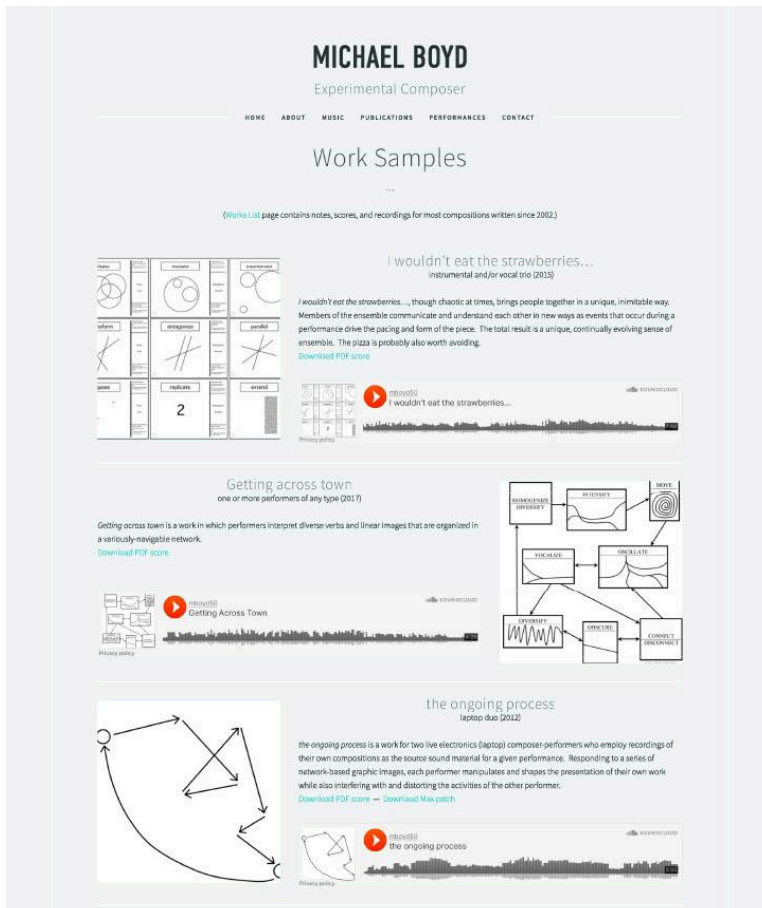 MICHAEL BOYD
Experimental Composer
HOME ABOUT MUSIC PUBLICATIONS PERFORMANCES CONTACT
Work Samples
...
(Works List page contains notes, scores, and recordings for most compositions written since 2002.)
mutate
counteract
antagonize
parallel
replicate
2
extend
I wouldn't eat the strawberries...
instrumental and/or vocal trio (2015)
I wouldn't eat the strawberries..., though chaotic at times, brings people together in a unique, inimitable way.
Members of the ensemble communicate and understand each other in new ways as events that occur during a
performance drive the pacing and form of the piece. The total result is a unique, continually evolving sense of
ensemble. The pizza is probably also worth avoiding.
Download PDF score
mboyd50
SOUNDCLOUD
I wouldn't eat the strawberries...
Privacy policy
Getting across town
one or more performers of any type (2017)
Getting across town is a work in which performers interpret diverse verbs and linear images that are organized in
a variously-navigable network.
Download PDF score
mboyd50
SOUNDCLOUD
Getting Across Town
Privacy policy
HOMOGENIZE
DIVERSIFY
INTENSIFY
MOVE
VOCALIZE
OSCILLATE
DIVERSIFY
OBSCURE
CONNECT
DISCONNECT
the ongoing process
laptop duo (2012)
the ongoing process is a work for two live electronics (laptop) composer-performers who employ recordings of
their own compositions as the source sound material for a given performance. Responding to a series of
network-based graphic images, each performer manipulates and shapes the presentation of their own work
while also interfering with and distorting the activities of the other performer.
Download PDF score — Downlaod Max patch
mboyd50
SOUNDCLOUD
the ongoing process
Privacy policy